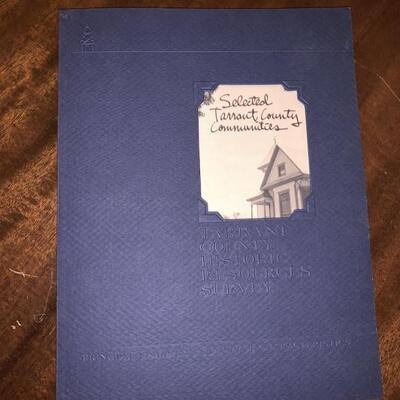 Selected
Tarrant County
Communities
TARRANT
COUNTY
HISTORIC
RESOURCES
SURVEY